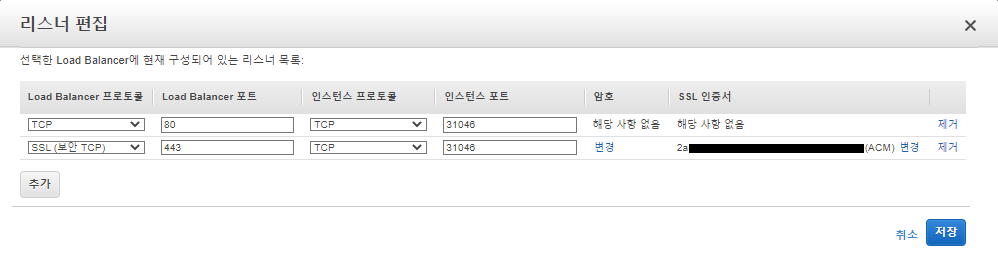 리스너 편집
×
선택한 Load Balancer에 현재 구성되어 있는 리스너 목록:
Load Balancer 프로토콜 Load Balancer 포트 인스턴스 프로토콜 인스턴스 포트 암호 SSL 인증서
TCP 80 TCP 31046 해당 사항 없음 해당 사항 없음 제거
SSL (보안 TCP) 443 TCP 31046 변경 2a (ACM) 변경 제거
추가
취소 저장